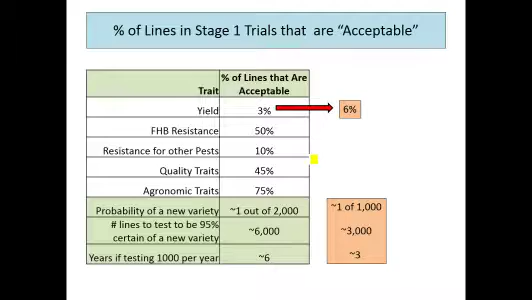 % of Lines in Stage 1 Trials that are “Acceptable”
Trait
% of Lines that Are
Acceptable
Yield 3% 6%
FHB Resistance 50%
Resistance for other Pests 10%
Quality Traits 45%
Agronomic Traits 75%
Probability of a new variety ~1 out of 2,000 ~1 of 1,000
# lines to test to be 95%
certain of a new variety ~6,000 ~3,000
Years if testing 1000 per year ~6 ~3